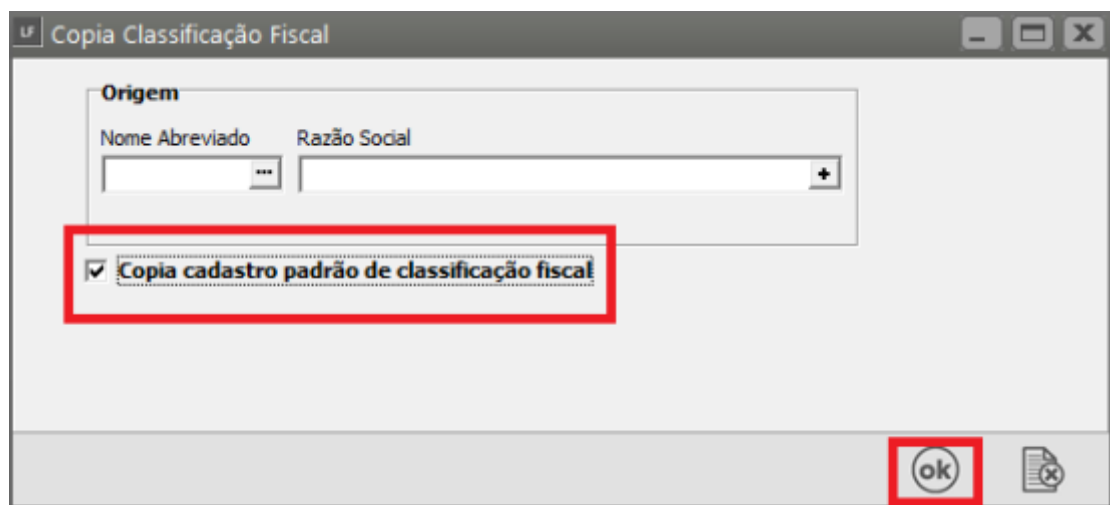 LF Copia Classificação Fiscal
Origem
Nome Abreviado Razão Social
Copia cadastro padrão de classificação fiscal
ok